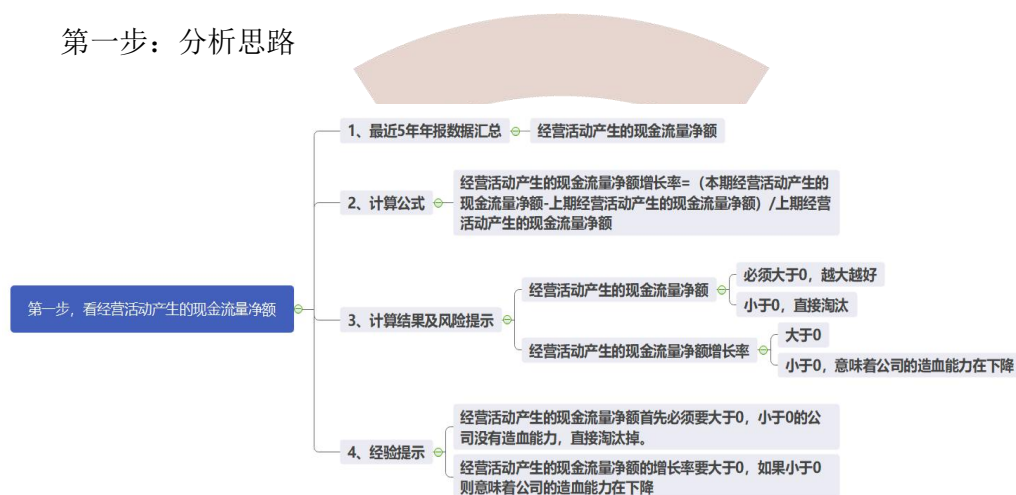 第一步：分析思路
第一步，看经营活动产生的现金流量净额
1、最近5年年报数据汇总
经营活动产生的现金流量净额
2、计算公式
经营活动产生的现金流量净额增长率=（本期经营活动产生的
现金流量净额-上期经营活动产生的现金流量净额）/上期经营
活动产生的现金流量净额
3、计算结果及风险提示
经营活动产生的现金流量净额
必须大于0，越大越好
小于0，直接淘汰
经营活动产生的现金流量净额增长率
大于0
小于0，意味着公司的造血能力在下降
4、经验提示
经营活动产生的现金流量净额首先必须要大于0，小于0的公
司没有造血能力，直接淘汰掉。
经营活动产生的现金流量净额的增长率要大于0，如果小于0
则意味着公司的造血能力在下降